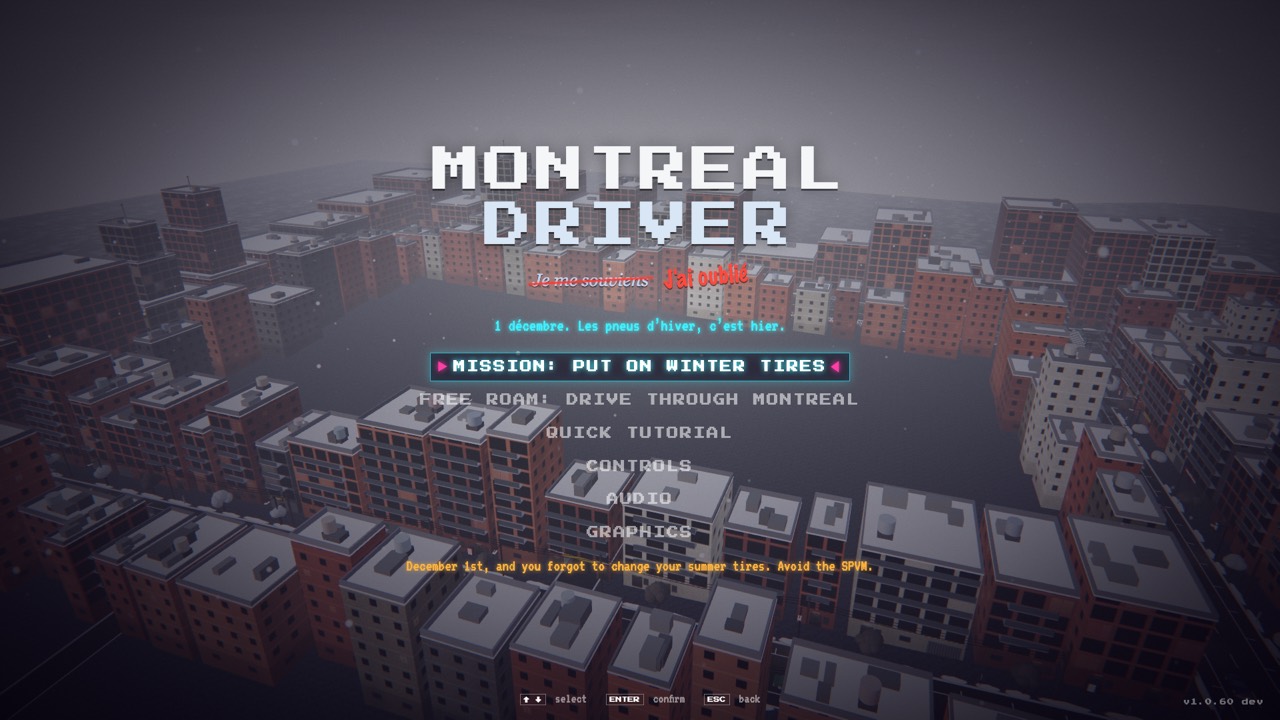 MONTREAL
DRIVER
Je me souviens J'ai oublié
1 décembre. Les pneus d'hiver, c'est hier.
MISSION: PUT ON WINTER TIRES
FREE ROAM: DRIVE THROUGH MONTREAL
QUICK TUTORIAL
CONTROLS
AUDIO
GRAPHICS
December 1st, and you forgot to change your summer tires. Avoid the SPVM.
↑ ↓ select ENTER confirm ESC back
v1.0.60 dev